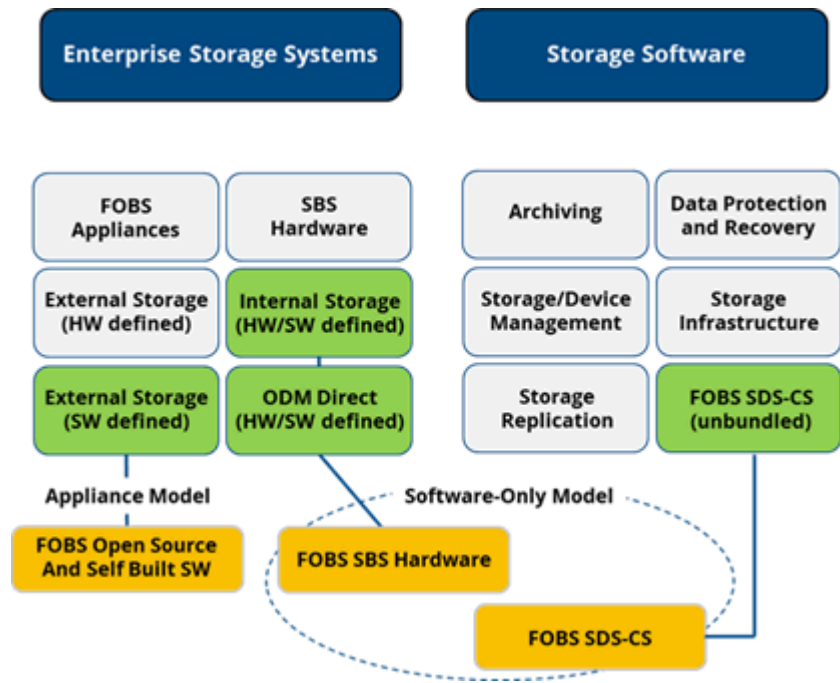 Enterprise Storage Systems
Storage Software
FOBS
Appliances
SBS
Hardware
Archiving
Data Protection
and Recovery
External Storage
(HW defined)
Internal Storage
(HW/SW defined)
Storage/Device
Management
Storage
Infrastructure
External Storage
(SW defined)
ODM Direct
(HW/SW defined)
Storage
Replication
FOBS SDS-CS
(unbundled)
Appliance Model
Software-Only Model
FOBS Open Source
And Self Built SW
FOBS SBS Hardware
FOBS SDS-CS